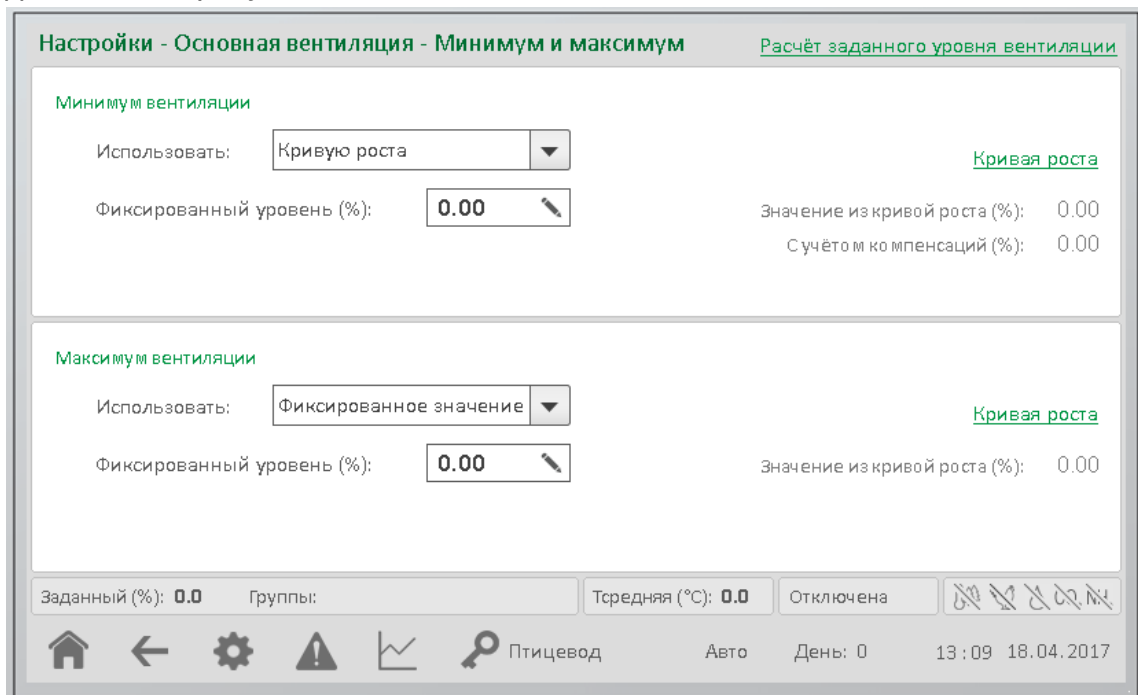 Настройки - Основная вентиляция - Минимум и максимум
Расчёт заданного уровня вентиляции
Минимум вентиляции
Использовать: Кривую роста
Кривая роста
Фиксированный уровень (%): 0.00
Значение из кривой роста (%): 0.00
С учётом компенсаций (%): 0.00
Максимум вентиляции
Использовать: Фиксированное значение
Кривая роста
Фиксированный уровень (%): 0.00
Значение из кривой роста (%): 0.00
Заданный (%): 0.0 Группы: Tсредняя (°C): 0.0 Отключена
Птицевод Авто День: 0 13:09 18.04.2017